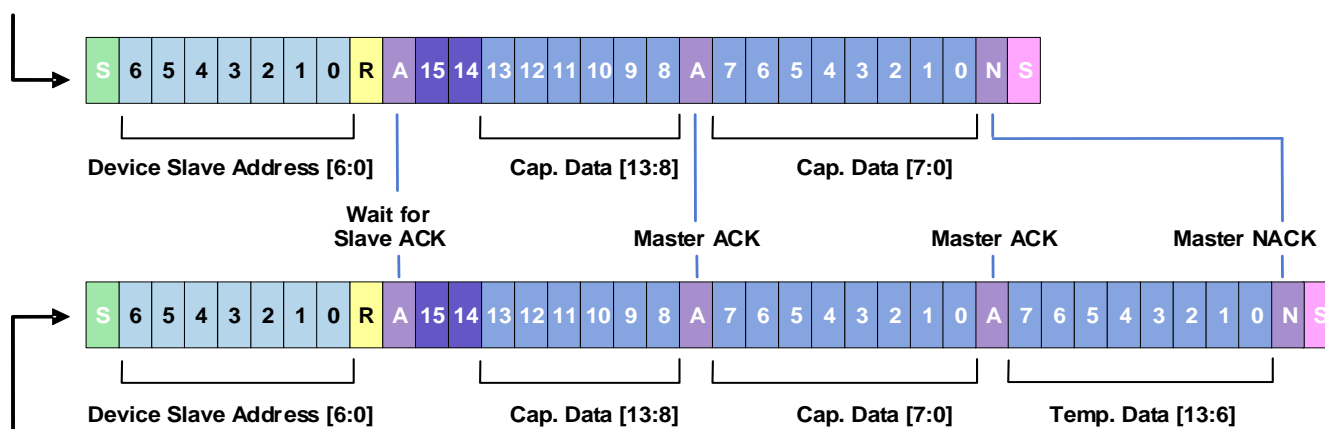 S 6 5 4 3 2 1 0 R A 15 14 13 12 11 10 9 8 A 7 6 5 4 3 2 1 0 N S
Device Slave Address [6:0] Cap. Data [13:8] Cap. Data [7:0]
Wait for
Slave ACK Master ACK Master ACK Master NACK
S 6 5 4 3 2 1 0 R A 15 14 13 12 11 10 9 8 A 7 6 5 4 3 2 1 0 A 7 6 5 4 3 2 1 0 N S
Device Slave Address [6:0] Cap. Data [13:8] Cap. Data [7:0] Temp. Data [13:6]